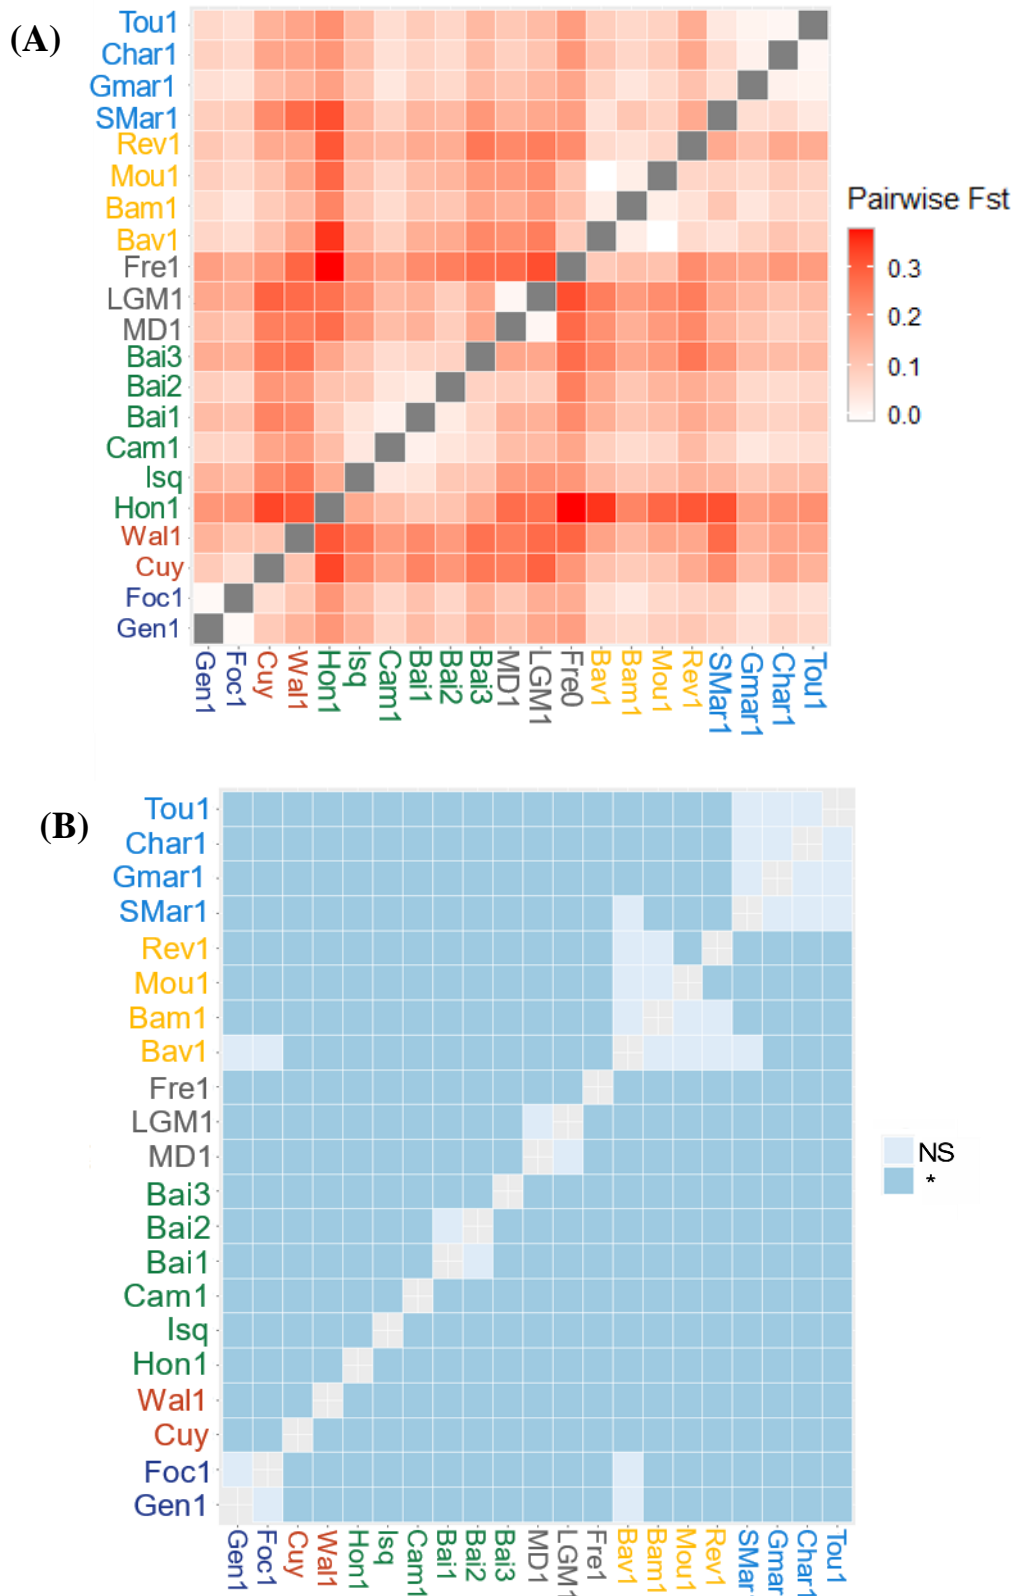 (A)
Tou1
Char1
Gmar1
SMar1
Rev1
Mou1
Bam1
Bav1
Fre1
LGM1
MD1
Bai3
Bai2
Bai1
Cam1
Isq
Hon1
Wal1
Cuy
Foc1
Gen1
Gen1 Foc1 Cuy Wal1 Hon1 Isq Cam1 Bai1 Bai2 Bai3 MD1 LGM1 Fre0 Bav1 Bam1 Mou1 Rev1 SMar1 Gmar1 Char1 Tou1
Pairwise Fst
0.3
0.2
0.1
0.0
(B)
Tou1
Char1
Gmar1
SMar1
Rev1
Mou1
Bam1
Bav1
Fre1
LGM1
MD1
Bai3
Bai2
Bai1
Cam1
Isq
Hon1
Wal1
Cuy
Foc1
Gen1
Gen1 Foc1 Cuy Wal1 Hon1 Isq Cam1 Bai1 Bai2 Bai3 MD1 LGM1 Fre1 Bav1 Bam1 Mou1 Rev1 SMar Gmar Char1 Tou1
NS
*